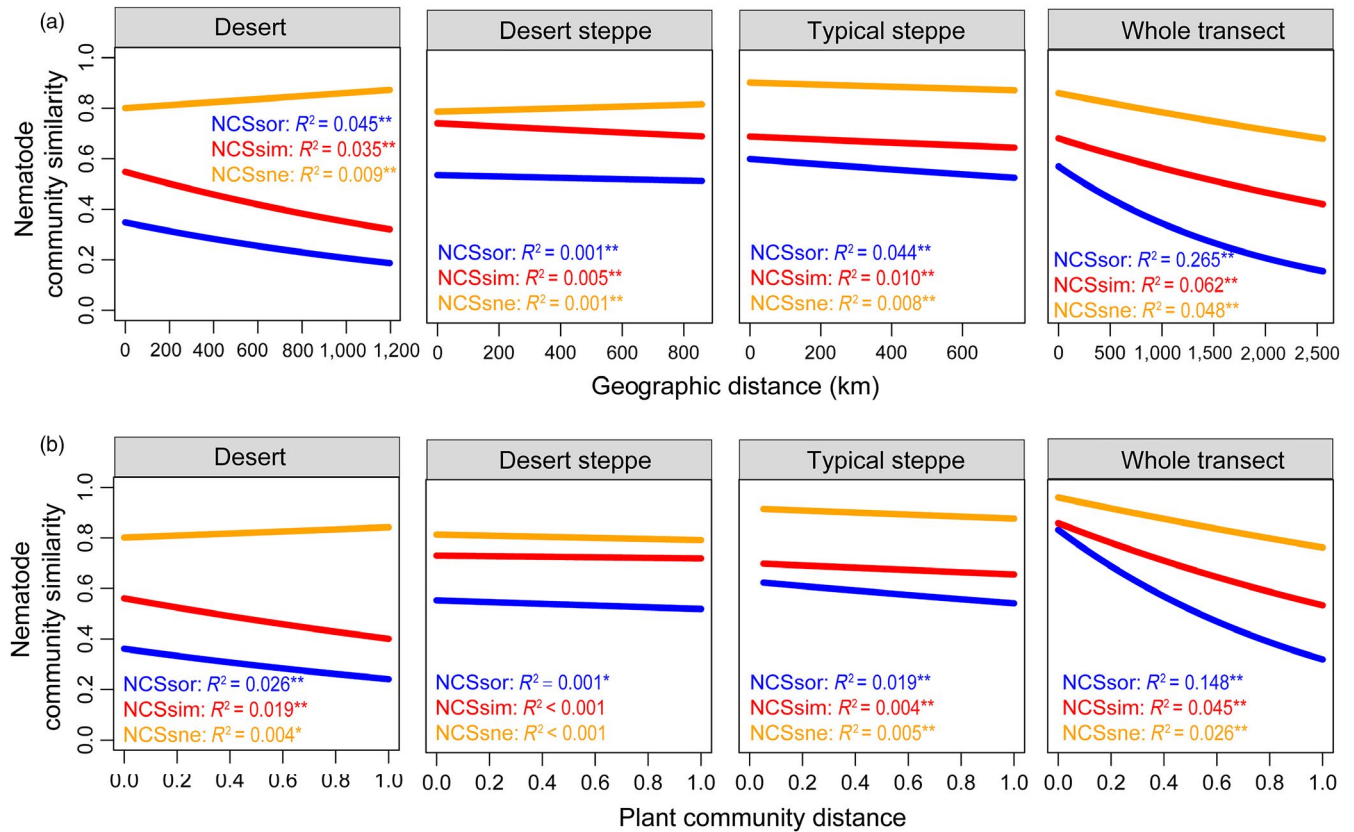 (a)
Desert
Desert steppe
Typical steppe
Whole transect
Nematode
community similarity
1.0
0.8
0.6
0.4
0.2
0.0
NCSsor: R² = 0.045**
NCSsim: R² = 0.035**
NCSsne: R² = 0.009**
NCSsor: R² = 0.001**
NCSsim: R² = 0.005**
NCSsne: R² = 0.001**
NCSsor: R² = 0.044**
NCSsim: R² = 0.010**
NCSsne: R² = 0.008**
NCSsor: R² = 0.265**
NCSsim: R² = 0.062**
NCSsne: R² = 0.048**
0 200 400 600 800 1,000 1,200
0 200 400 600 800
0 200 400 600
0 500 1,000 1,500 2,000 2,500
Geographic distance (km)
(b)
Desert
Desert steppe
Typical steppe
Whole transect
Nematode
community similarity
1.0
0.8
0.6
0.4
0.2
0.0
NCSsor: R² = 0.026**
NCSsim: R² = 0.019**
NCSsne: R² = 0.004*
NCSsor: R² = 0.001*
NCSsim: R² < 0.001
NCSsne: R² < 0.001
NCSsor: R² = 0.019**
NCSsim: R² = 0.004**
NCSsne: R² = 0.005**
NCSsor: R² = 0.148**
NCSsim: R² = 0.045**
NCSsne: R² = 0.026**
0.0 0.2 0.4 0.6 0.8 1.0
0.0 0.2 0.4 0.6 0.8 1.0
0.0 0.2 0.4 0.6 0.8 1.0
0.0 0.2 0.4 0.6 0.8 1.0
Plant community distance